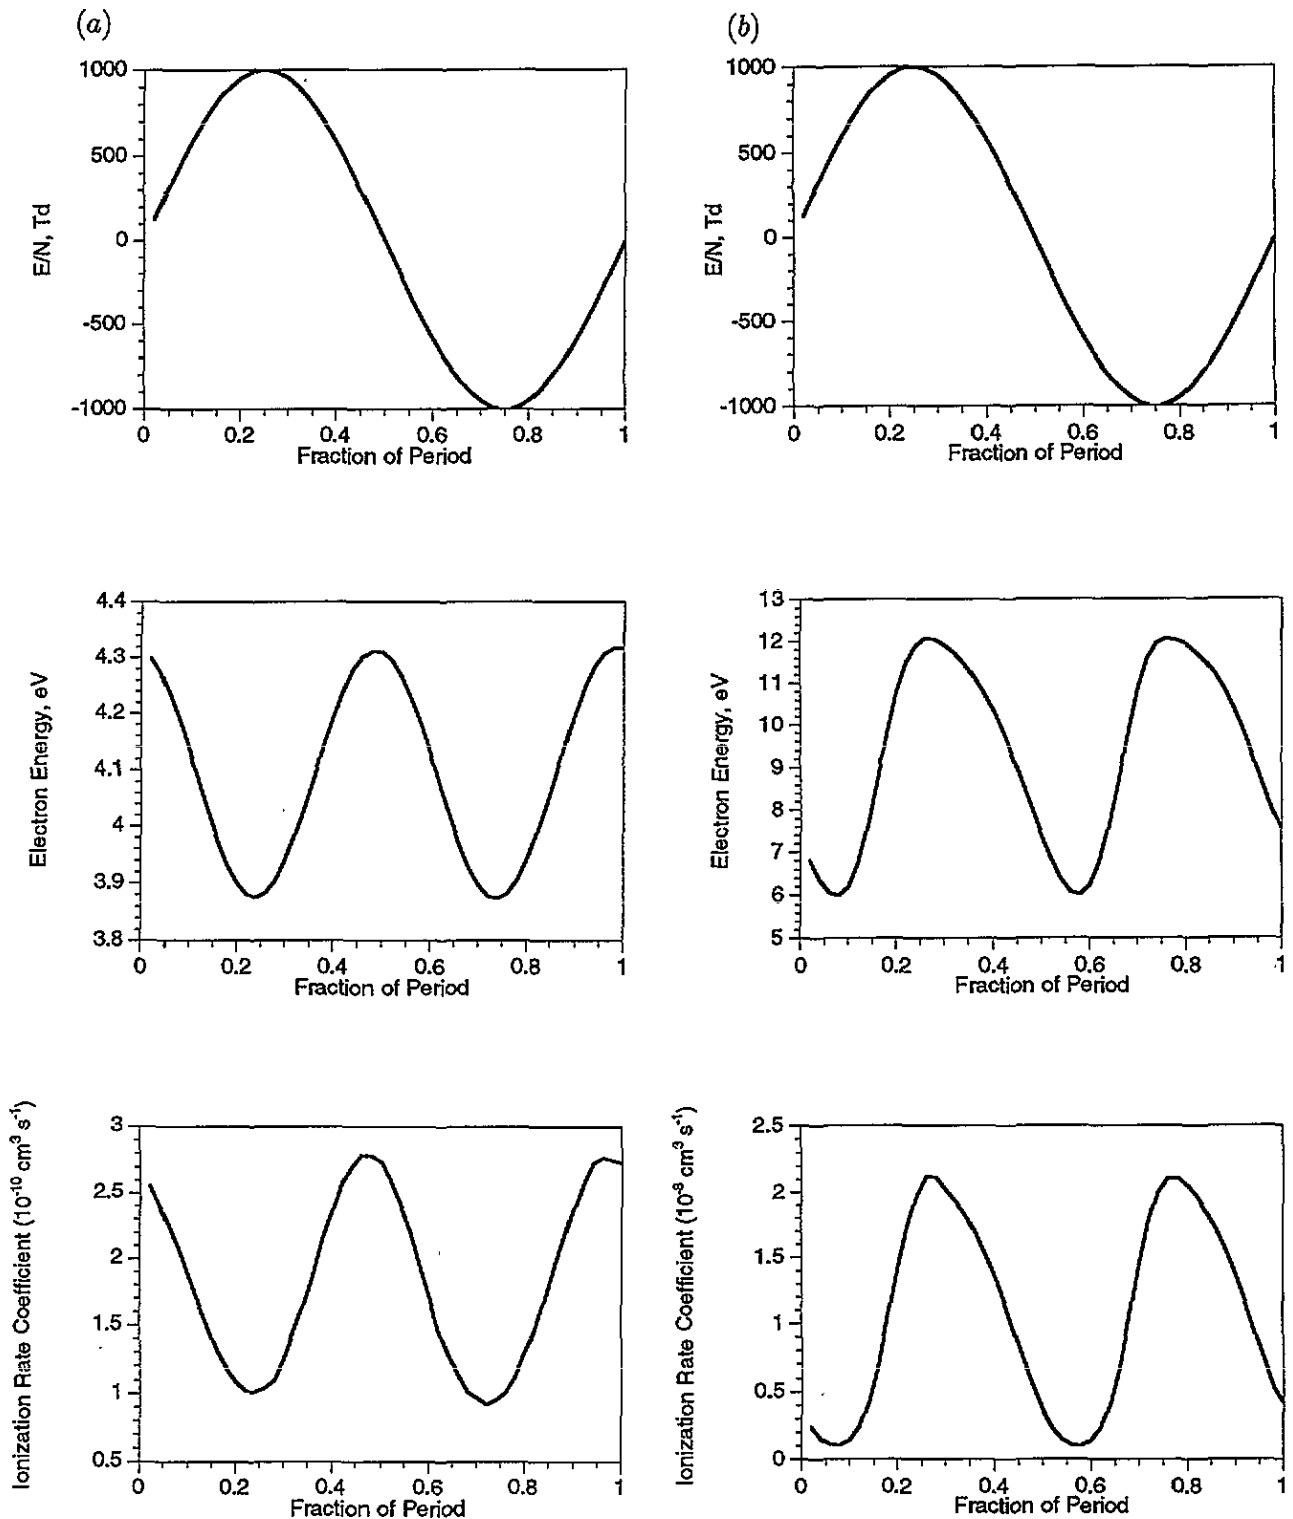 (a)
1000
500
0
-500
-1000
E/N, Td
0 0.2 0.4 0.6 0.8 1
Fraction of Period
(b)
1000
500
0
-500
-1000
E/N, Td
0 0.2 0.4 0.6 0.8 1
Fraction of Period
4.4
4.3
4.2
4.1
4
3.9
3.8
Electron Energy, eV
0 0.2 0.4 0.6 0.8 1
Fraction of Period
13
12
11
10
9
8
7
6
5
Electron Energy, eV
0 0.2 0.4 0.6 0.8 1
Fraction of Period
3
2.5
2
1.5
1
0.5
Ionization Rate Coefficient (10⁻¹⁰ cm³ s⁻¹)
0 0.2 0.4 0.6 0.8 1
Fraction of Period
2.5
2
1.5
1
0.5
0
Ionization Rate Coefficient (10⁻⁸ cm³ s⁻¹)
0 0.2 0.4 0.6 0.8 1
Fraction of Period